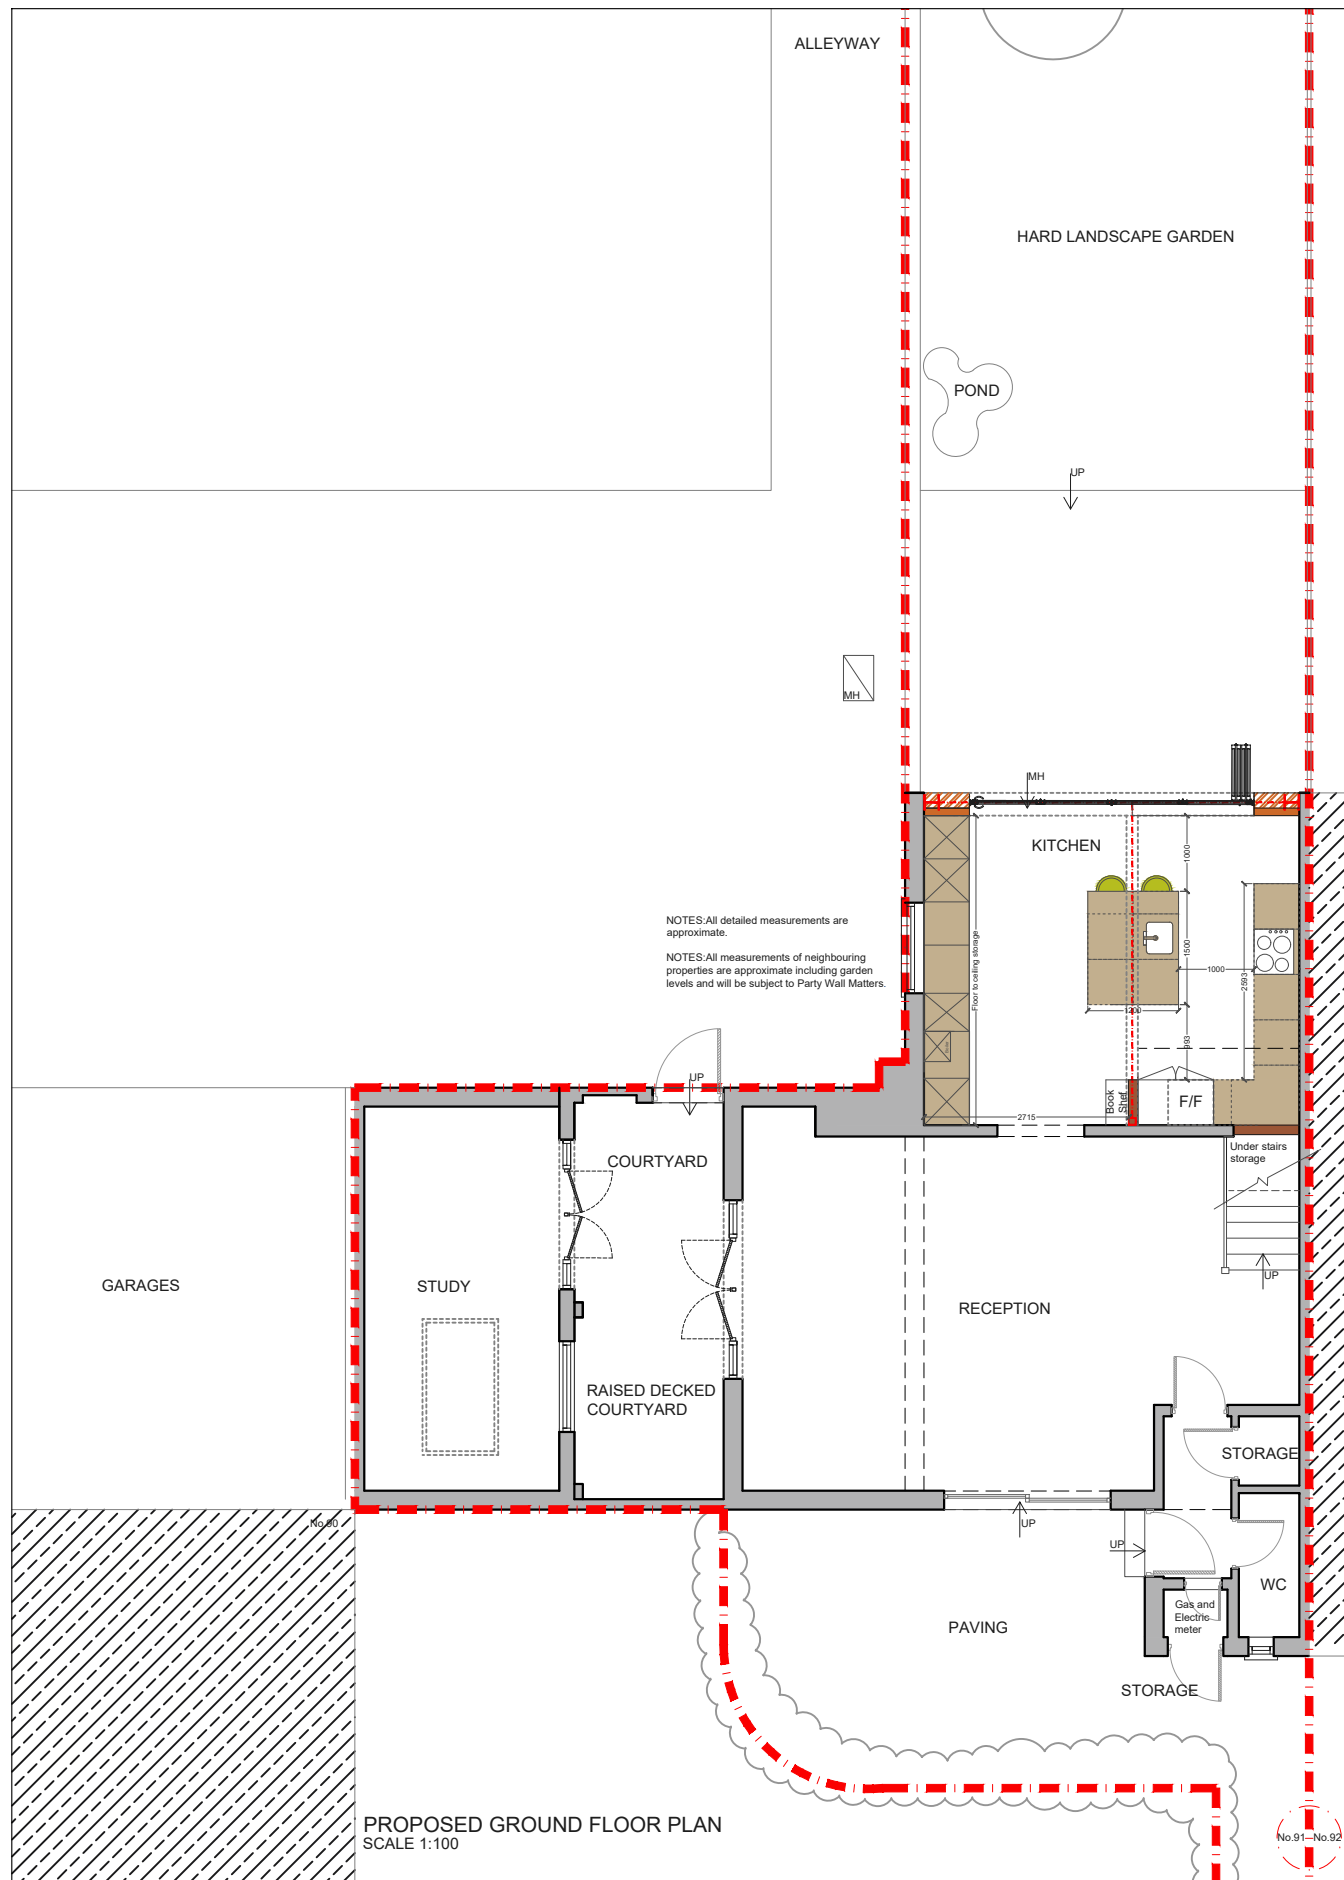 ALLEYWAY
HARD LANDSCAPE GARDEN
POND
UP
MH
MH
KITCHEN
1000
NOTES:All detailed measurements are
approximate.
NOTES:All measurements of neighbouring
properties are approximate including garden
levels and will be subject to Party Wall Matters.
Floor to ceiling storage
1500
1000
2593
1200
993
UP
Book
Shelf
F/F
2715
COURTYARD
Under stairs
storage
GARAGES
STUDY
UP
RECEPTION
RAISED DECKED
COURTYARD
STORAGE
No.90
UP
UP
WC
Gas and
Electric
meter
PAVING
STORAGE
PROPOSED GROUND FLOOR PLAN
SCALE 1:100
No.91
No.92